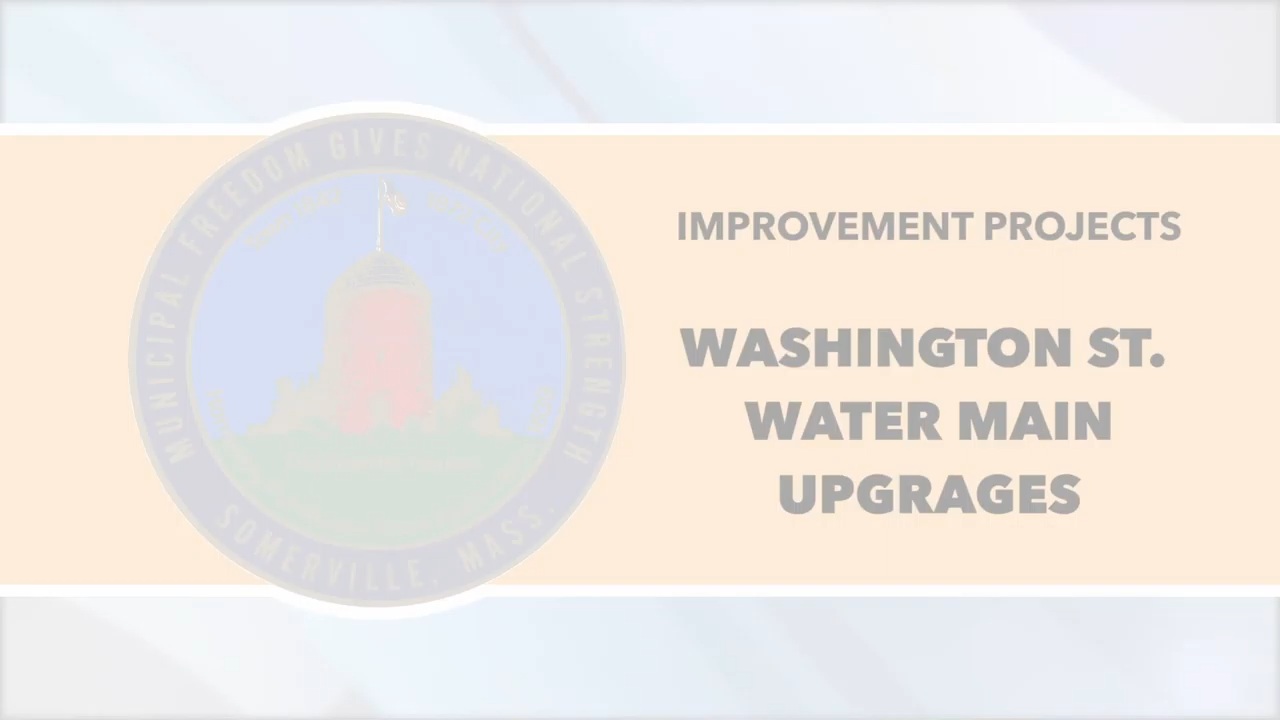 MUNICIPAL FREEDOM GIVES NATIONAL STRENGTH
SOMERVILLE, MASS.
IMPROVEMENT PROJECTS
WASHINGTON ST.
WATER MAIN
UPGRAGES